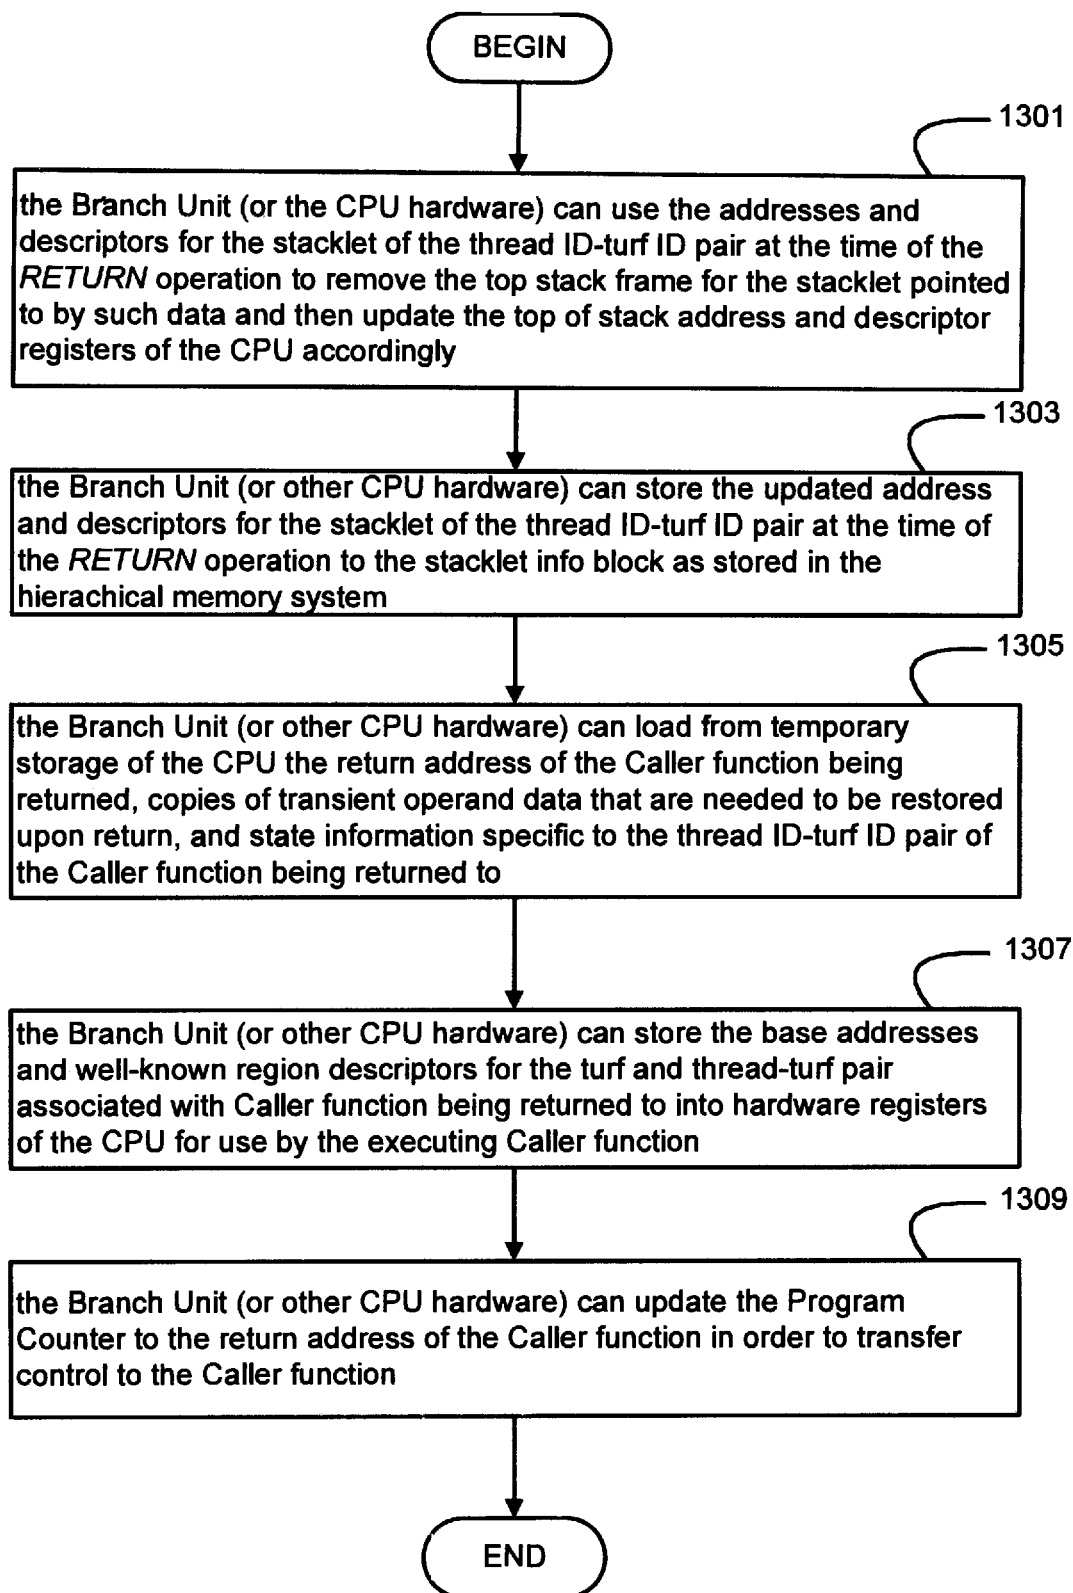 BEGIN
1301
the Branch Unit (or the CPU hardware) can use the addresses and
descriptors for the stacklet of the thread ID-turf ID pair at the time of the
RETURN operation to remove the top stack frame for the stacklet pointed
to by such data and then update the top of stack address and descriptor
registers of the CPU accordingly
1303
the Branch Unit (or other CPU hardware) can store the updated address
and descriptors for the stacklet of the thread ID-turf ID pair at the time of
the RETURN operation to the stacklet info block as stored in the
hierachical memory system
1305
the Branch Unit (or other CPU hardware) can load from temporary
storage of the CPU the return address of the Caller function being
returned, copies of transient operand data that are needed to be restored
upon return, and state information specific to the thread ID-turf ID pair of
the Caller function being returned to
1307
the Branch Unit (or other CPU hardware) can store the base addresses
and well-known region descriptors for the turf and thread-turf pair
associated with Caller function being returned to into hardware registers
of the CPU for use by the executing Caller function
1309
the Branch Unit (or other CPU hardware) can update the Program
Counter to the return address of the Caller function in order to transfer
control to the Caller function
END